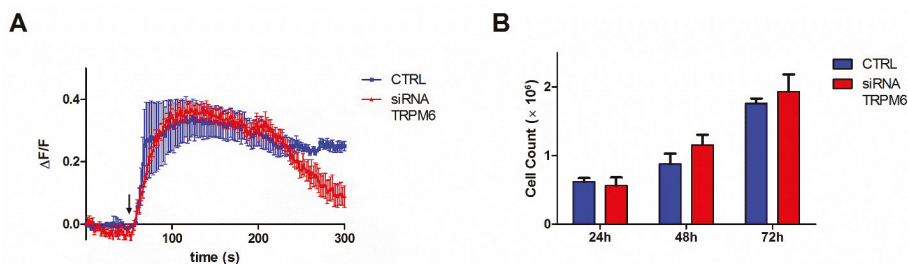 A
CTRL
siRNA
TRPM6
0.4
0.2
0.0
ΔF/F
100
200
300
time (s)
B
CTRL
siRNA
TRPM6
2
1
0
Cell Count (× 10⁶)
24h
48h
72h